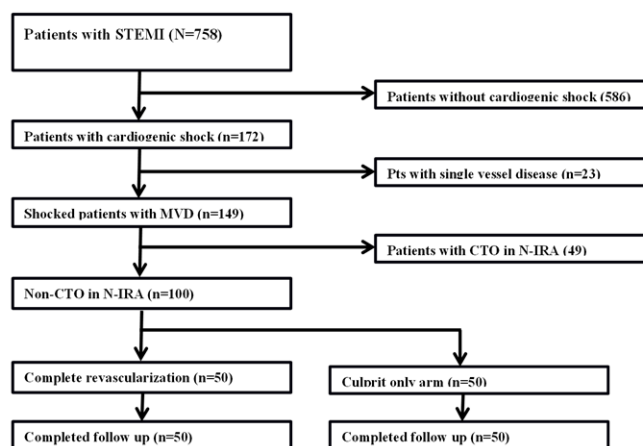 Patients with STEMI (N=758)
Patients without cardiogenic shock (586)
Patients with cardiogenic shock (n=172)
Pts with single vessel disease (n=23)
Shocked patients with MVD (n=149)
Patients with CTO in N-IRA (49)
Non-CTO in N-IRA (n=100)
Complete revascularization (n=50)
Culprit only arm (n=50)
Completed follow up (n=50)
Completed follow up (n=50)